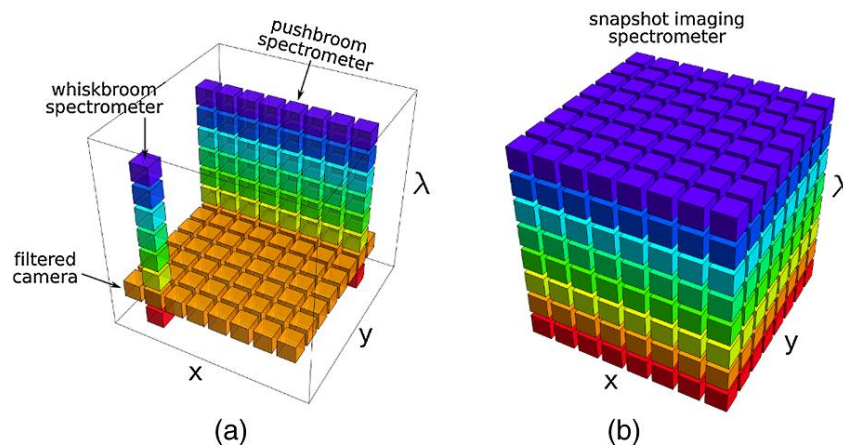 pushbroom
spectrometer
whiskbroom
spectrometer
λ
filtered
camera
y
x
(a)
snapshot imaging
spectrometer
λ
y
x
(b)